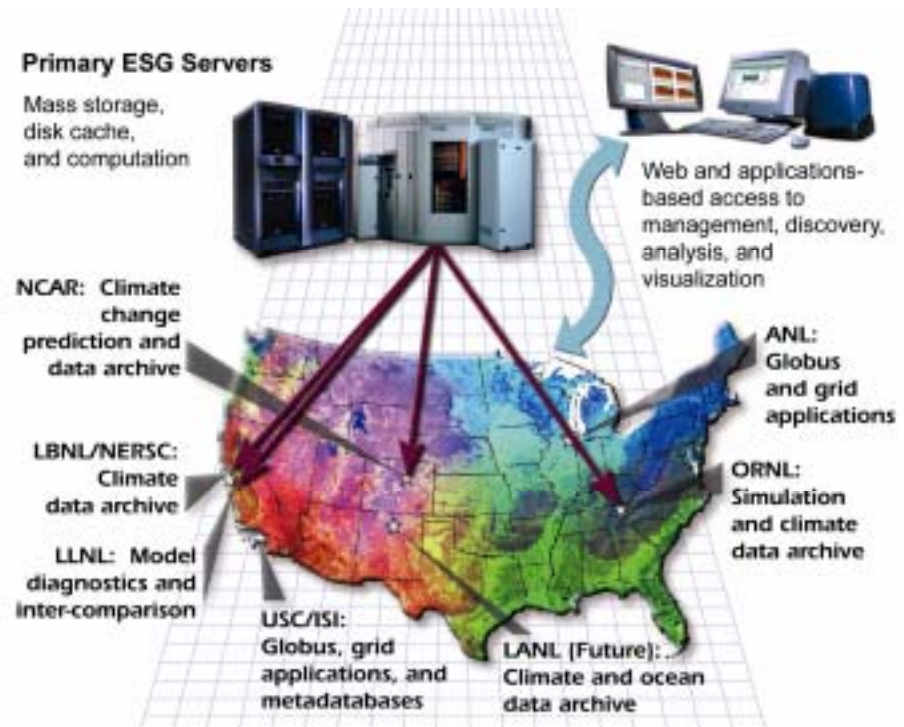 Primary ESG Servers
Mass storage,
disk cache,
and computation
Web and applications-
based access to
management, discovery,
analysis, and
visualization
NCAR: Climate
change
prediction and
data archive
ANL:
Globus
and grid
applications
LBNL/NERSC:
Climate
data archive
ORNL:
Simulation
and climate
data archive
LLNL: Model
diagnostics and
inter-comparison
USC/ISI:
Globus, grid
applications, and
metadatabases
LANL (Future):
Climate and ocean
data archive